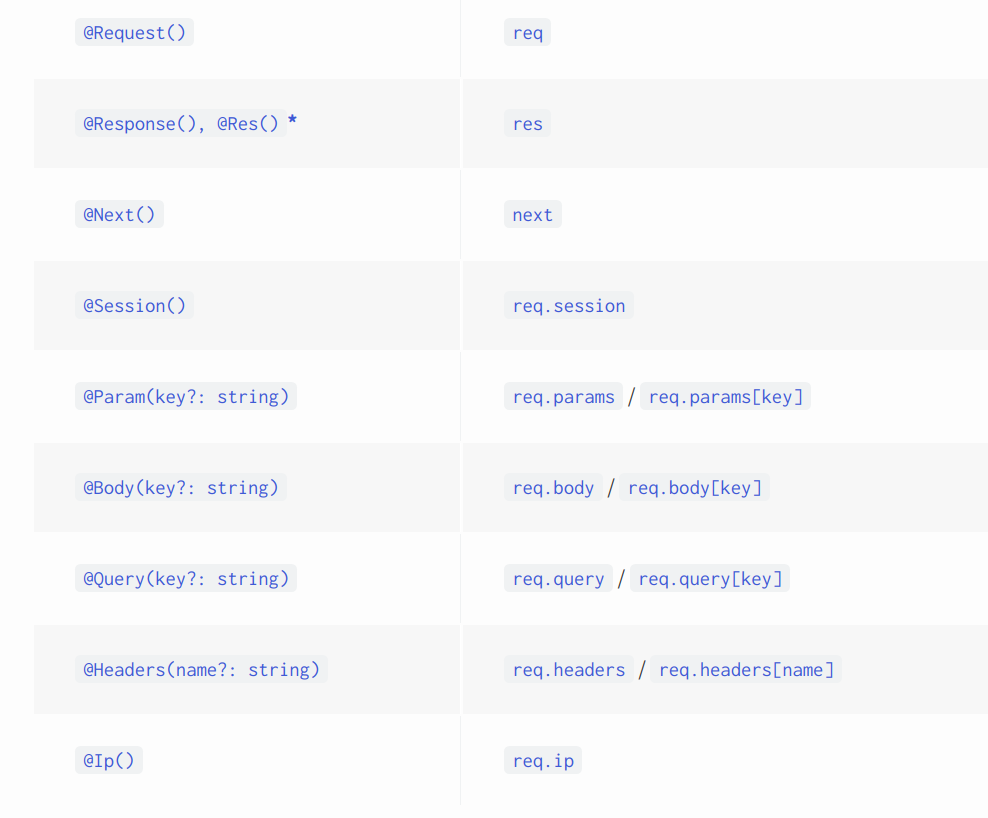 @Request() req
@Response(), @Res() * res
@Next() next
@Session() req.session
@Param(key?: string) req.params / req.params[key]
@Body(key?: string) req.body / req.body[key]
@Query(key?: string) req.query / req.query[key]
@Headers(name?: string) req.headers / req.headers[name]
@Ip() req.ip